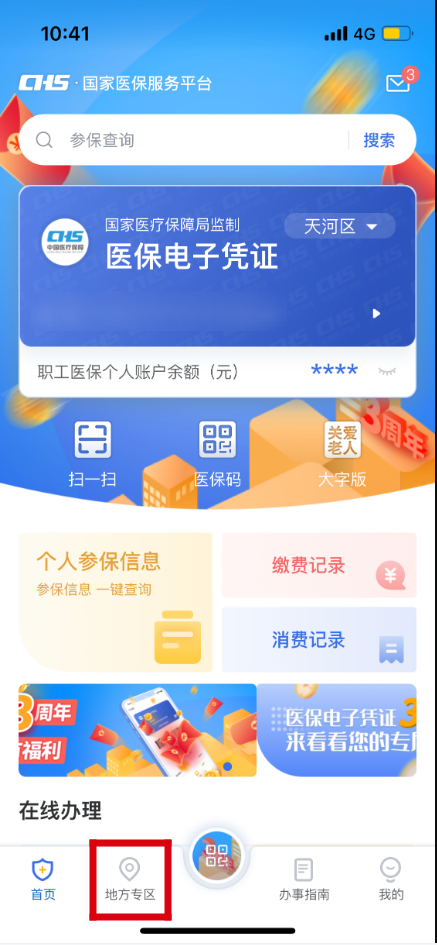 10:41
4G
CHS · 国家医保服务平台
3
参保查询
搜索
国家医疗保障局监制
天河区
CHS
中国医疗保障
医保电子凭证
职工医保个人账户余额（元）
****
3周年
扫一扫
医保码
关爱
老人
大字版
个人参保信息
参保信息 一键查询
缴费记录
¥
消费记录
3周年
福利
医保电子凭证3
来看看您的专
在线办理
首页
地方专区
办事指南
我的